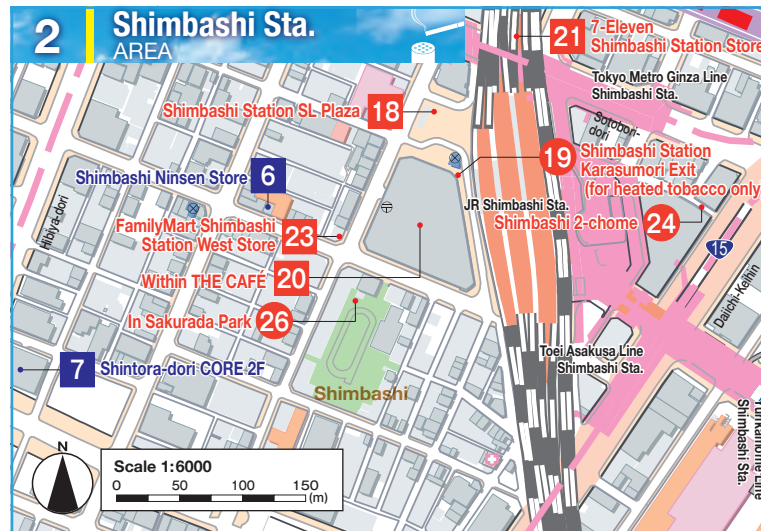 2
Shimbashi Sta.
AREA
21
7-Eleven
Shimbashi Station Store
Tokyo Metro Ginza Line
Shimbashi Sta.
Shimbashi Station SL Plaza
18
Sotobori-
dori
19
Shimbashi Station
Karasumori Exit
(for heated tobacco only)
Shimbashi Ninsen Store
6
JR Shimbashi Sta.
Shimbashi 2-chome
24
Hibiya-dori
FamilyMart Shimbashi
Station West Store
23
15
Within THE CAFÉ
20
Daiichi-Keihin
In Sakurada Park
26
Toei Asakusa Line
Shimbashi Sta.
7
Shintora-dori CORE 2F
Shimbashi
Shimbashi Sta.
N
Scale 1:6000
0 50 100 150
(m)